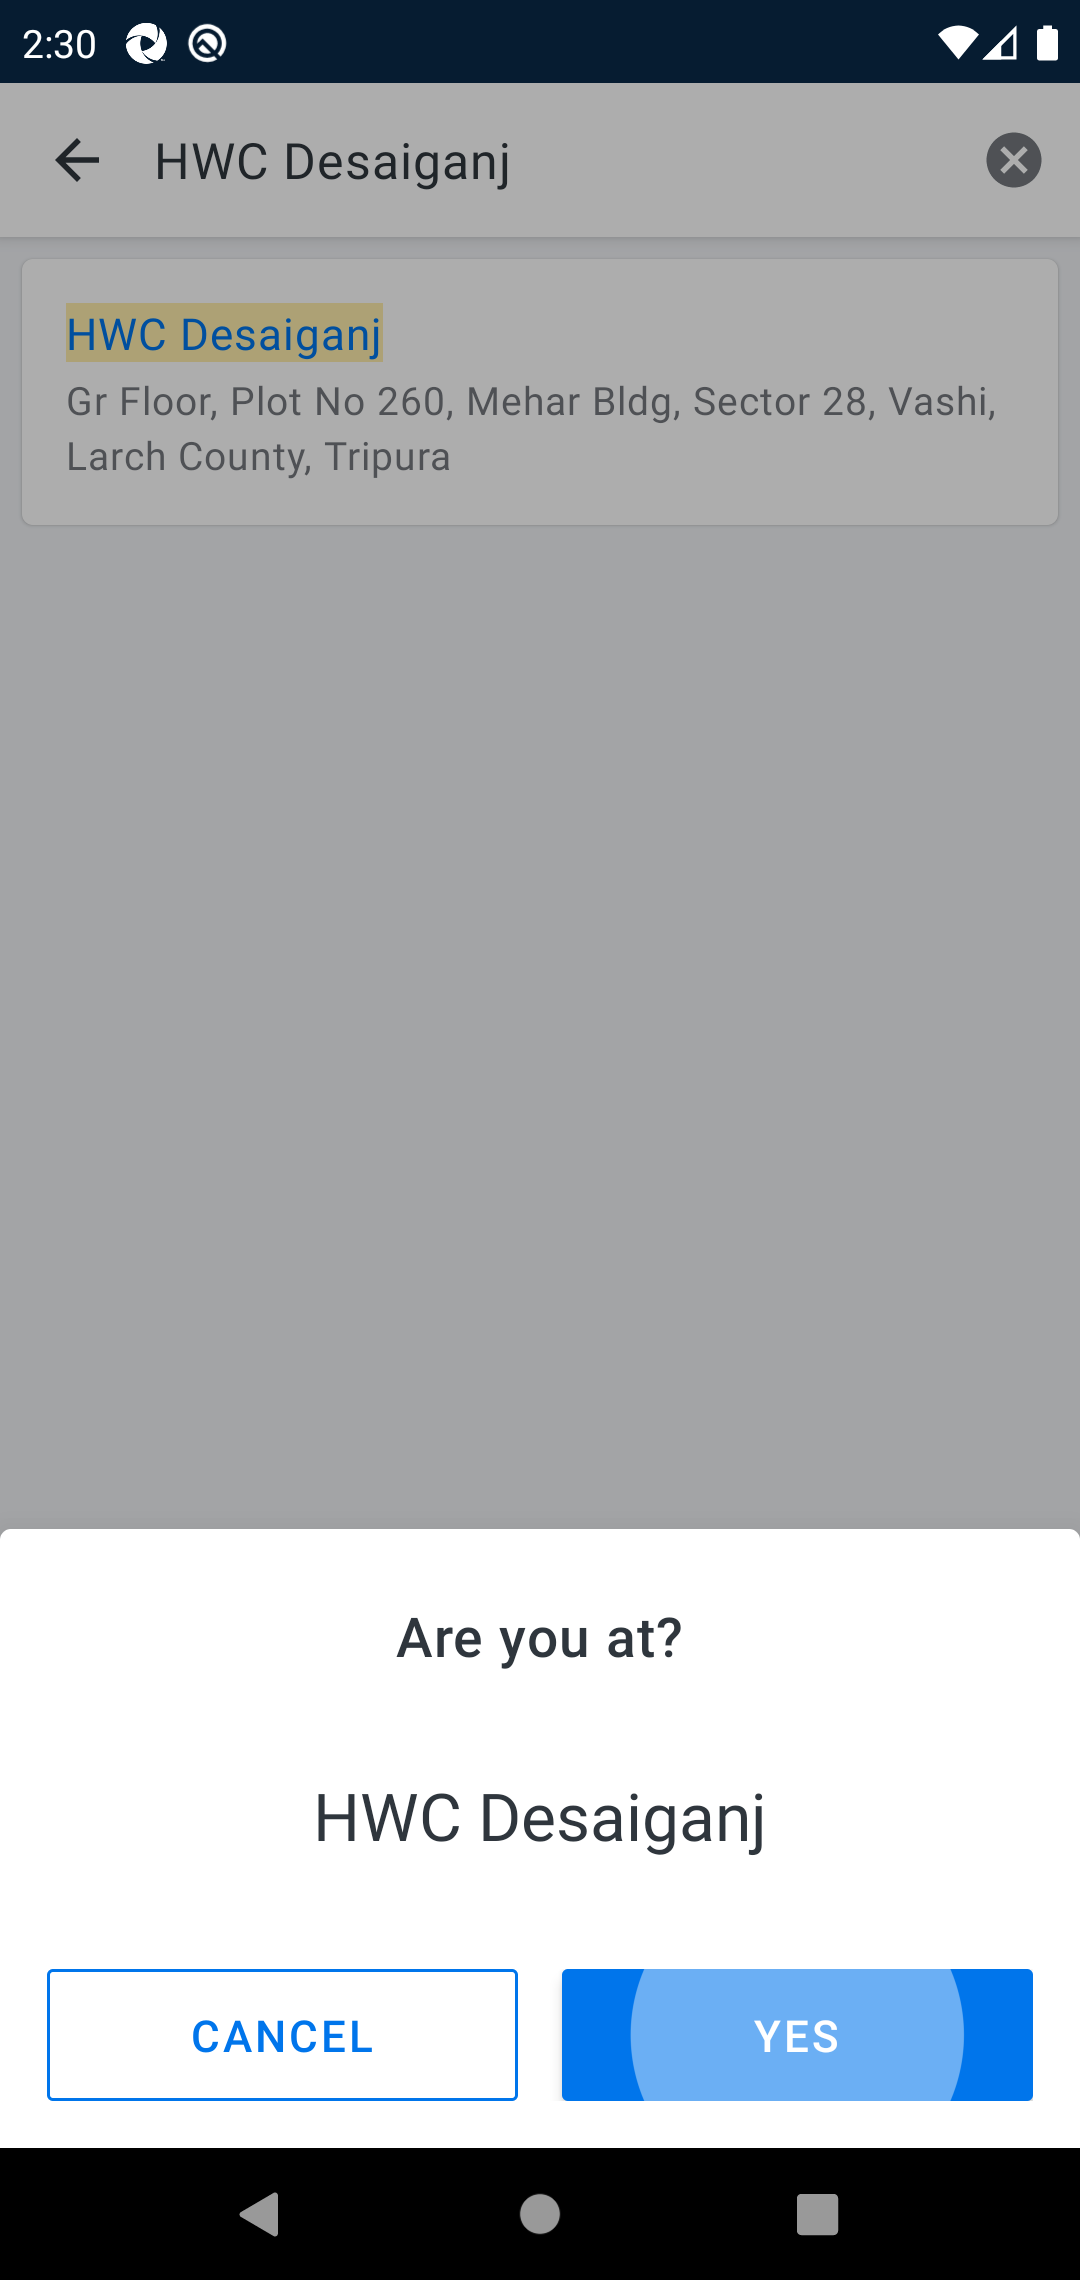 2:30
HWC Desaiganj
HWC Desaiganj
Gr Floor, Plot No 260, Mehar Bldg, Sector 28, Vashi,
Larch County, Tripura
Are you at?
HWC Desaiganj
CANCEL
YES